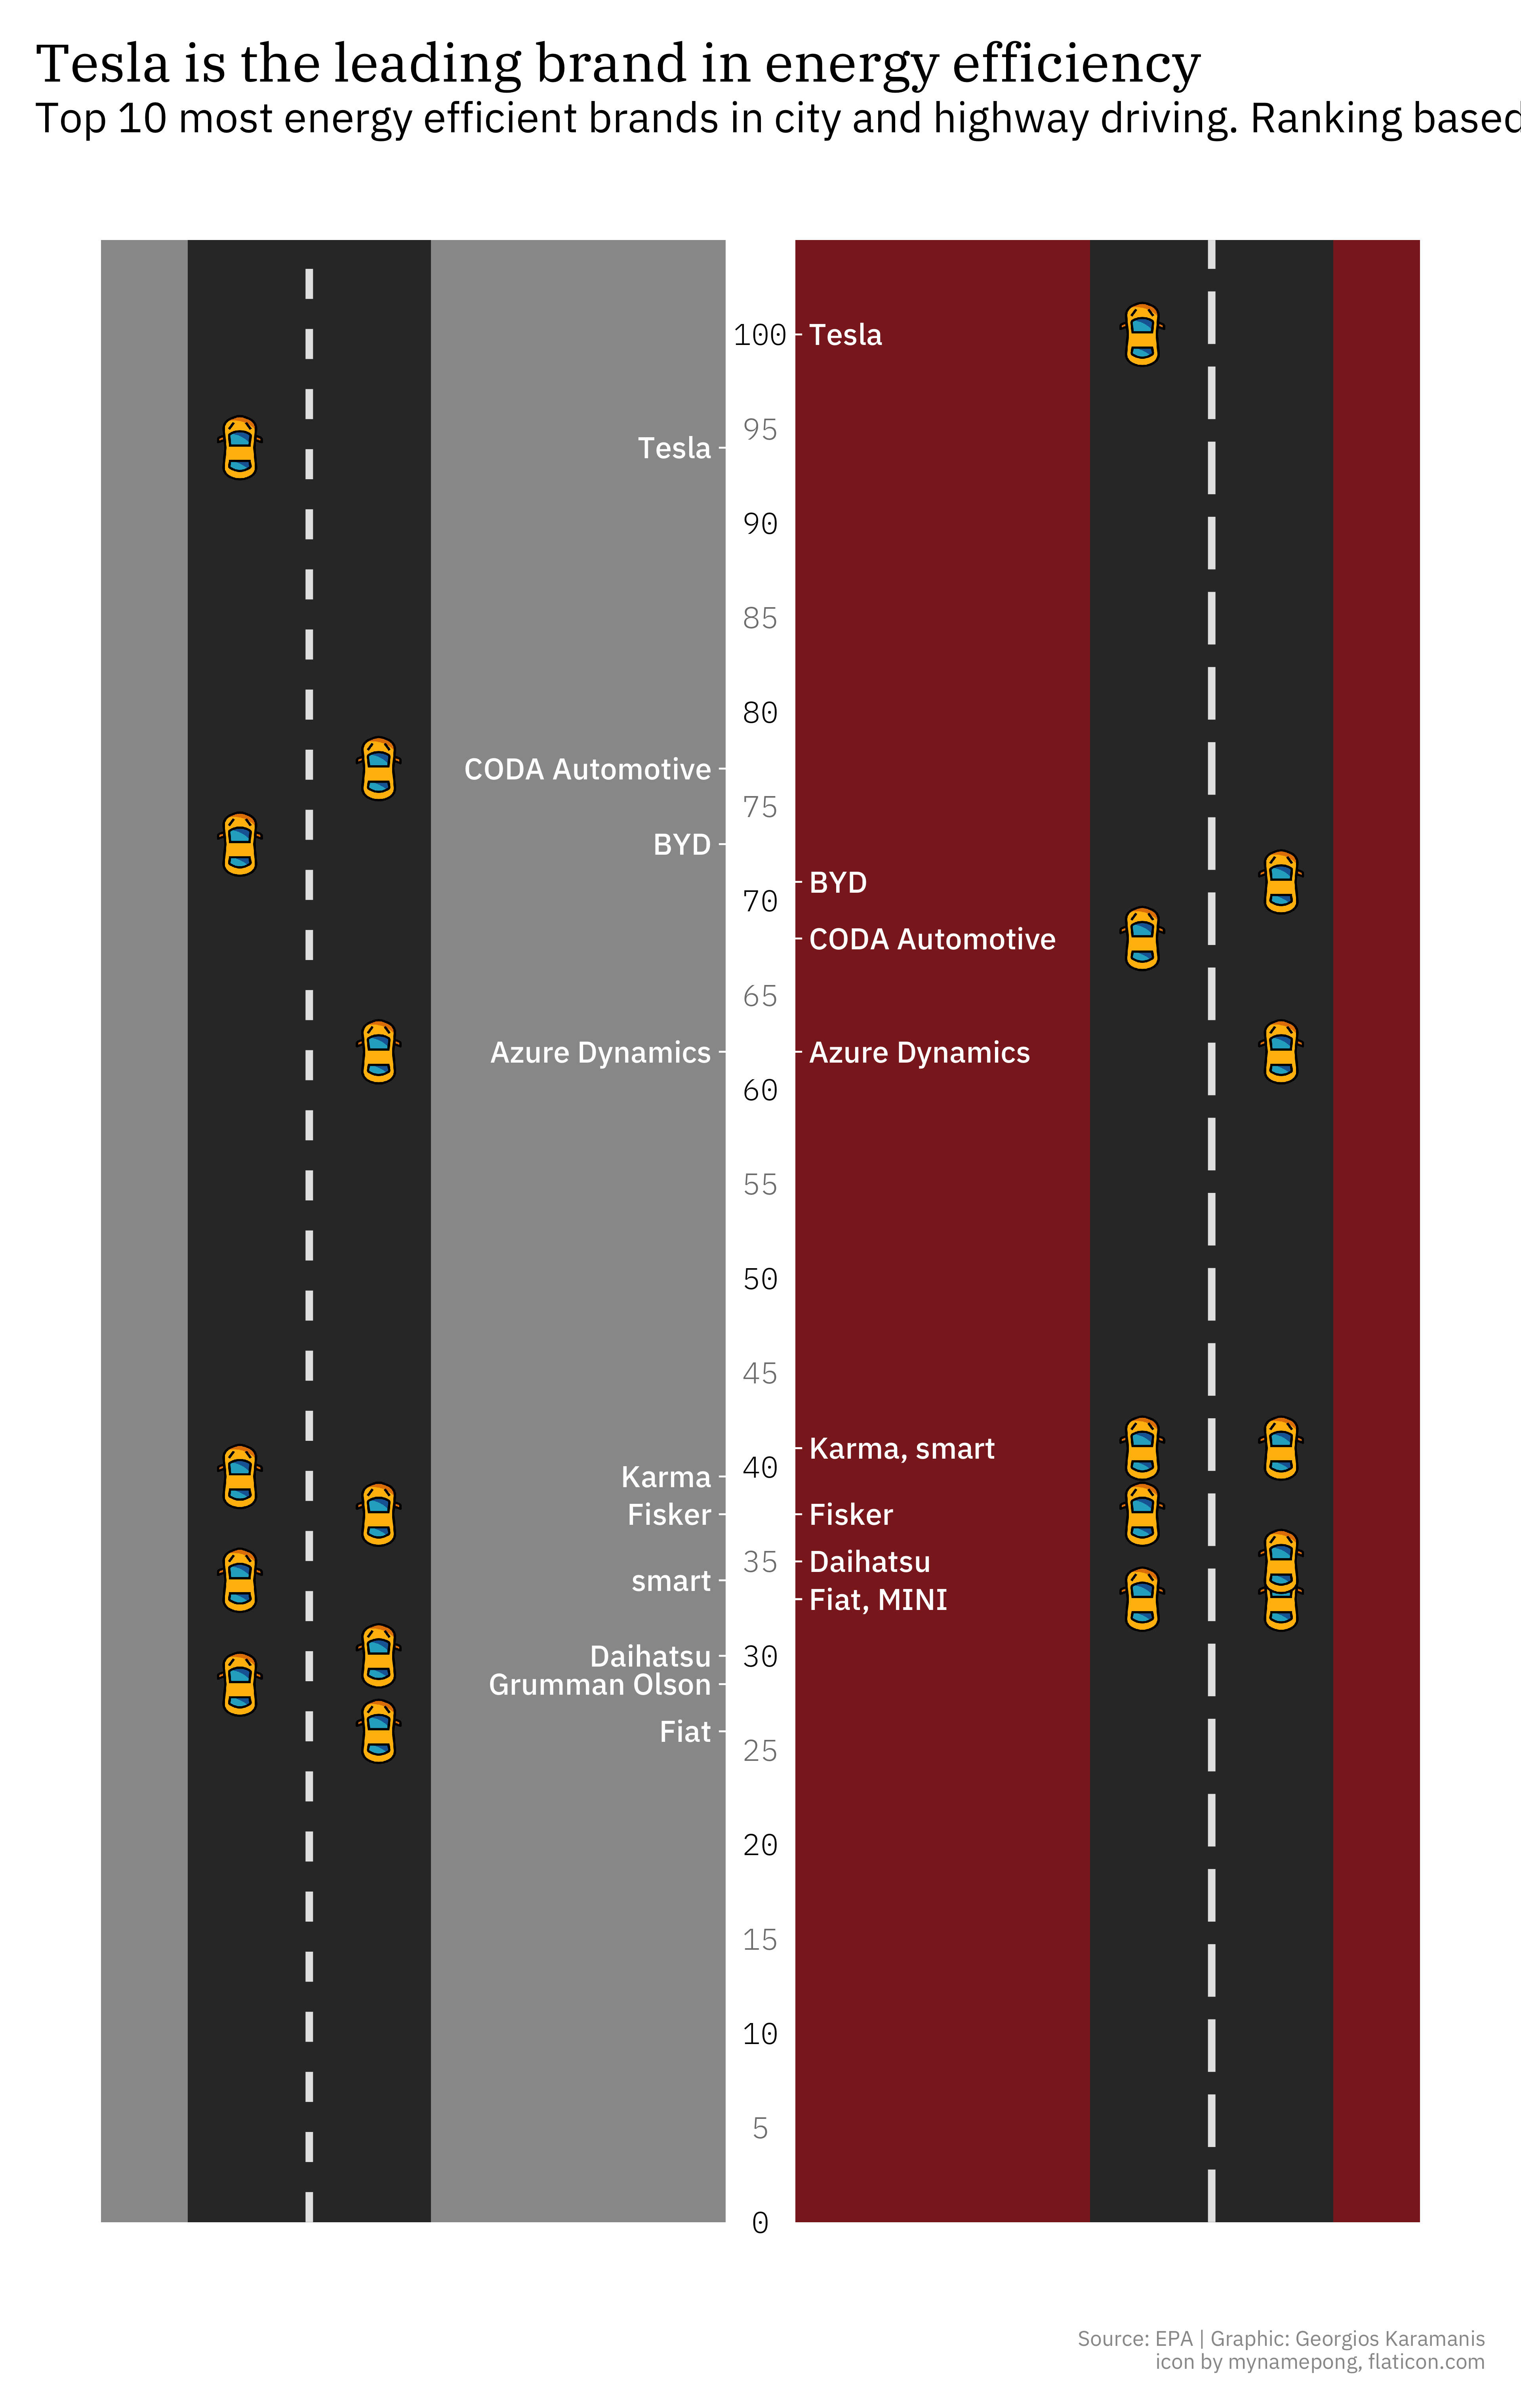 Tesla is the leading brand in energy efficiency
Top 10 most energy efficient brands in city and highway driving. Ranking based
100 Tesla
95
Tesla
90
85
80
CODA Automotive
75
BYD
BYD
70
CODA Automotive
65
Azure Dynamics
Azure Dynamics
60
55
50
45
Karma, smart
40
Karma
Fisker
Fisker
35 Daihatsu
smart
Fiat, MINI
Daihatsu 30
Grumman Olson
Fiat
25
20
15
10
5
0
Source: EPA | Graphic: Georgios Karamanis
icon by mynamepong, flaticon.com